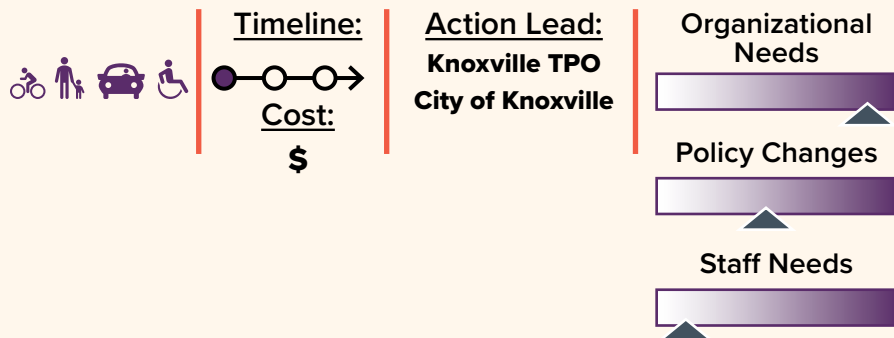 Timeline:
Cost:
$
Action Lead:
Knoxville TPO
City of Knoxville
Organizational
Needs
Policy Changes
Staff Needs